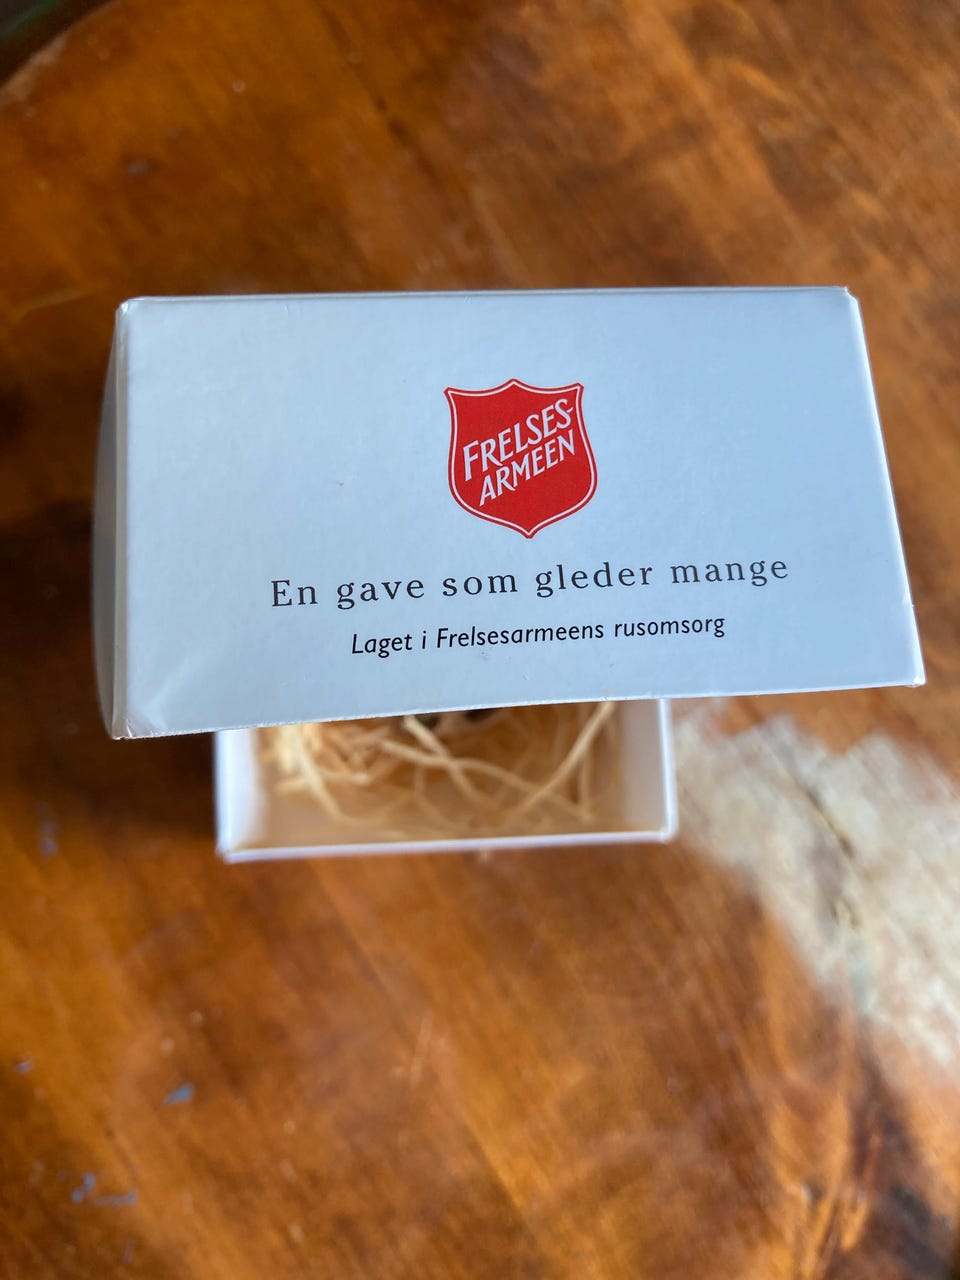 FRELSES-
ARMEEN
En gave som gleder mange
Laget i Frelsesarmeens rusomsorg